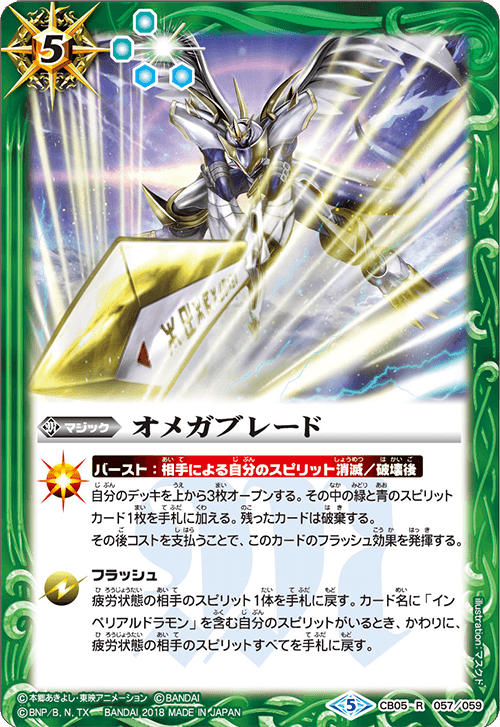 5
マジック オメガブレード
バースト：相手による自分のスピリット消滅／破壊後
自分のデッキを上から3枚オープンする。その中の緑と青のスピリット
カード1枚を手札に加える。残ったカードは破棄する。
その後コストを支払うことで、このカードのフラッシュ効果を発揮する。
フラッシュ
疲労状態の相手のスピリット1体を手札に戻す。カード名に「イン
ペリアルドラモン」を含む自分のスピリットがいるとき、かわりに、
疲労状態の相手のスピリットすべてを手札に戻す。
illustration：マスクド
©本郷あきよし・東映アニメーション ©BANDAI
©BNP/B, N, TX ・ BANDAI 2018 MADE IN JAPAN
5 CB05 - R 057/059